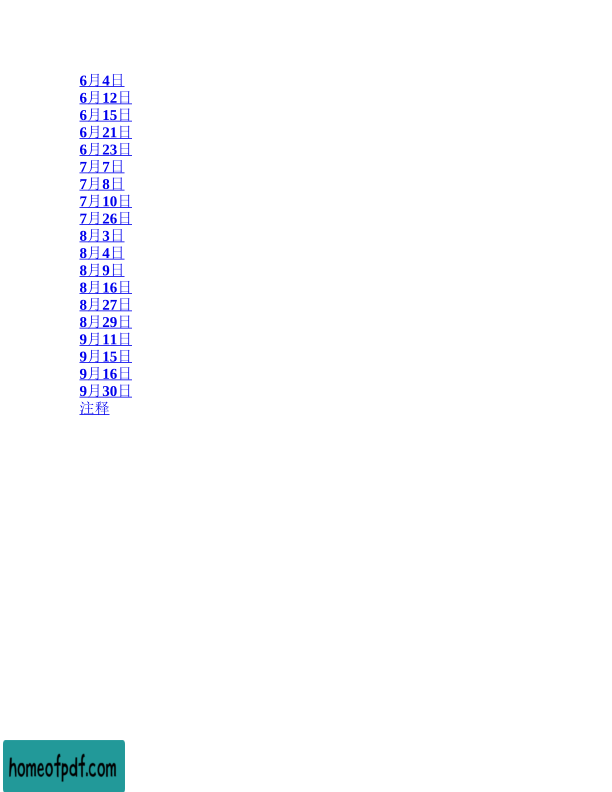 6月4日
6月12日
6月15日
6月21日
6月23日
7月7日
7月8日
7月10日
7月26日
8月3日
8月4日
8月9日
8月16日
8月27日
8月29日
9月11日
9月15日
9月16日
9月30日
注释
homeofpdf.com